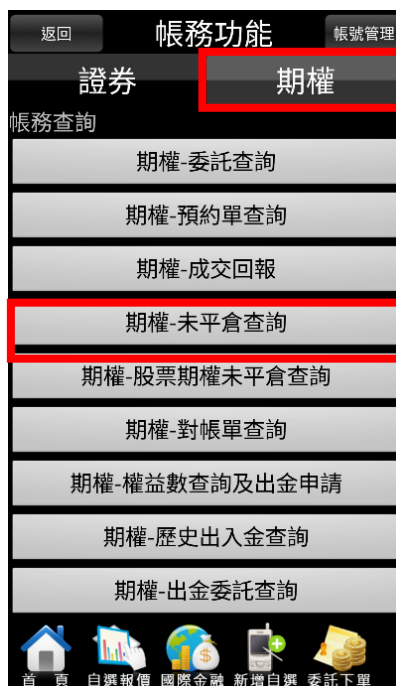 返回 帳務功能 帳號管理
證券 期權
帳務查詢
期權-委託查詢
期權-預約單查詢
期權-成交回報
期權-未平倉查詢
期權-股票期權未平倉查詢
期權-對帳單查詢
期權-權益數查詢及出金申請
期權-歷史出入金查詢
期權-出金委託查詢
首頁 自選報價 國際金融 新增自選 委託下單